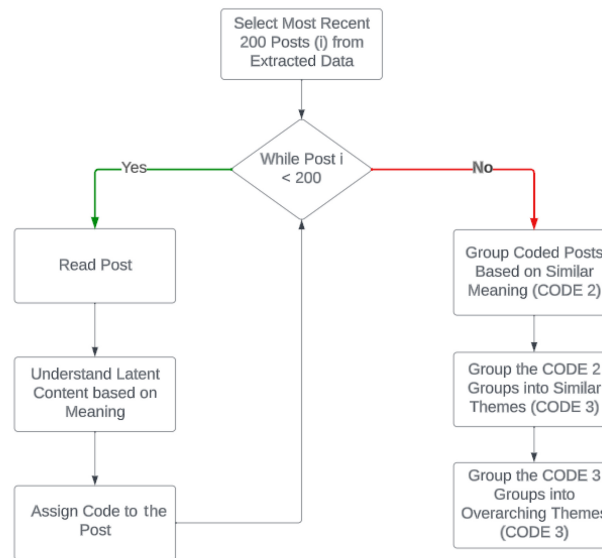 Select Most Recent
200 Posts (i) from
Extracted Data
While Post i
< 200
Yes
No
Read Post
Understand Latent
Content based on
Meaning
Assign Code to the
Post
Group Coded Posts
Based on Similar
Meaning (CODE 2)
Group the CODE 2
Groups into Similar
Themes (CODE 3)
Group the CODE 3
Groups into
Overarching Themes
(CODE 3)